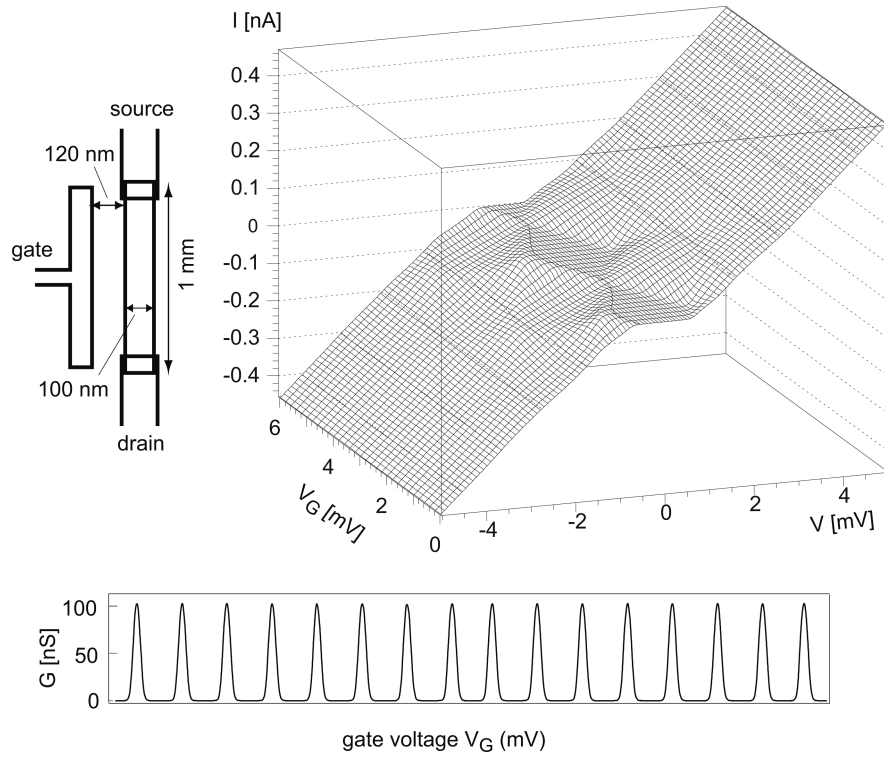 I [nA]
0.4
0.3
0.2
0.1
0
-0.1
-0.2
-0.3
-0.4
source
120 nm
gate
1 mm
100 nm
drain
6
4
2
0
V_G [mV]
-4
-2
0
2
4
V [mV]
G [nS]
100
50
0
gate voltage V_G (mV)